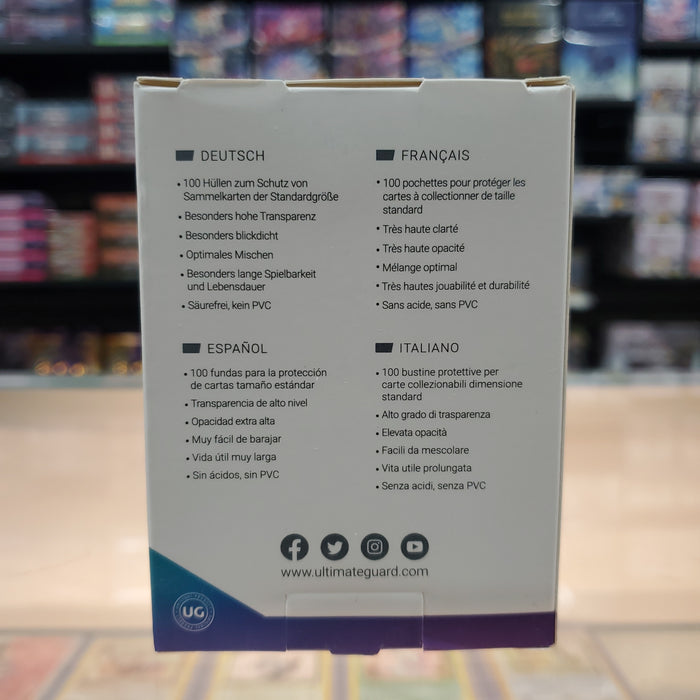 DEUTSCH
• 100 Hüllen zum Schutz von
Sammelkarten der Standardgröße
• Besonders hohe Transparenz
• Besonders blickdicht
• Optimales Mischen
• Besonders lange Spielbarkeit
und Lebensdauer
• Säurefrei, kein PVC
FRANÇAIS
• 100 pochettes pour protéger les
cartes à collectionner de taille
standard
• Très haute clarté
• Très haute opacité
• Mélange optimal
• Très hautes jouabilité et durabilité
• Sans acide, sans PVC
ESPAÑOL
• 100 fundas para la protección
de cartas tamaño estándar
• Transparencia de alto nivel
• Opacidad extra alta
• Muy fácil de barajar
• Vida útil muy larga
• Sin ácidos, sin PVC
ITALIANO
• 100 bustine protettive per
carte collezionabili dimensione
standard
• Alto grado di trasparenza
• Elevata opacità
• Facili da mescolare
• Vita utile prolungata
• Senza acidi, senza PVC
www.ultimateguard.com
UG